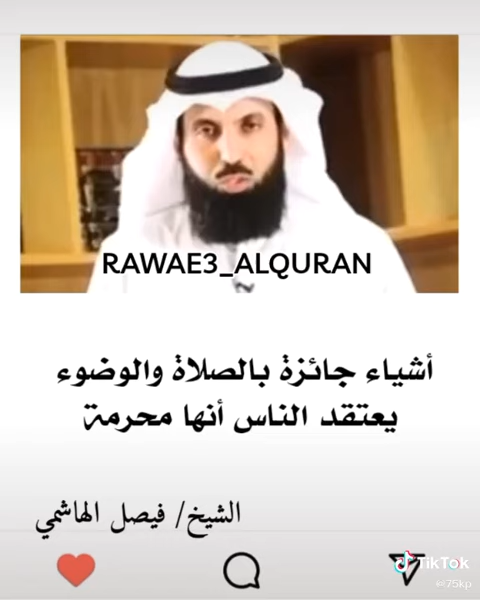 RAWAE3_ALQURAN
أشياء جائزة بالصلاة والوضوء
يعتقد الناس أنها محرمة
الشيخ/ فيصل الهاشمي
TikTok